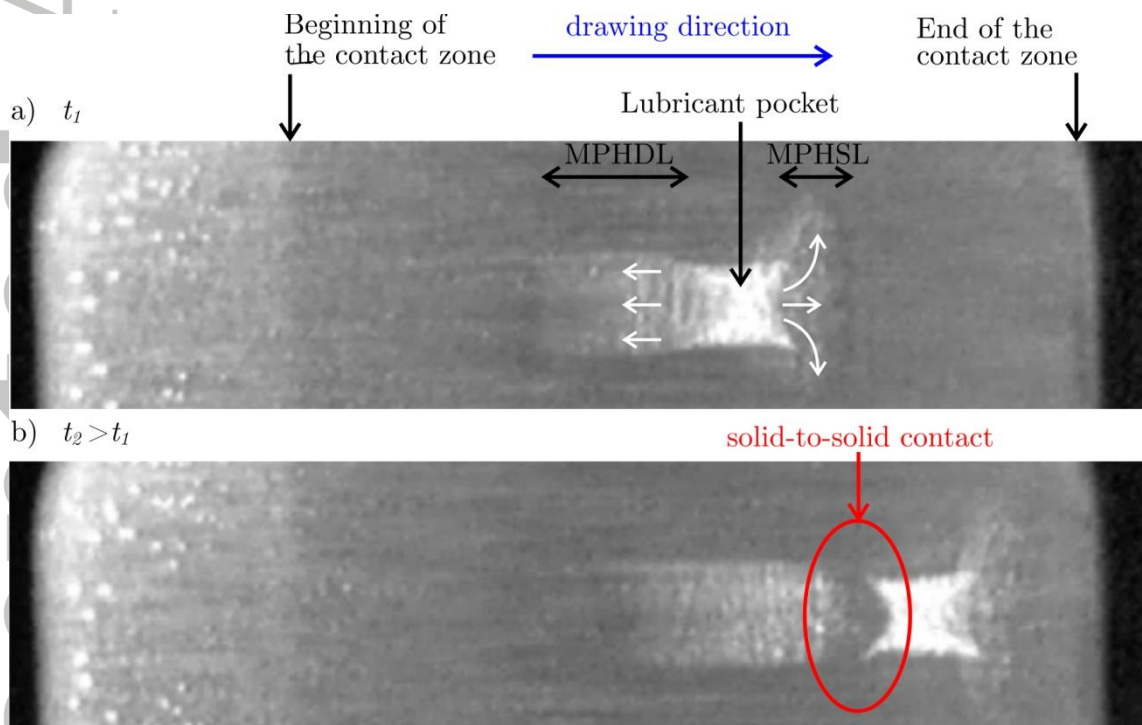 Beginning of
the contact zone
drawing direction
End of the
contact zone
a) t₁
Lubricant pocket
MPHDL
MPHSL
b) t₂ > t₁
solid-to-solid contact